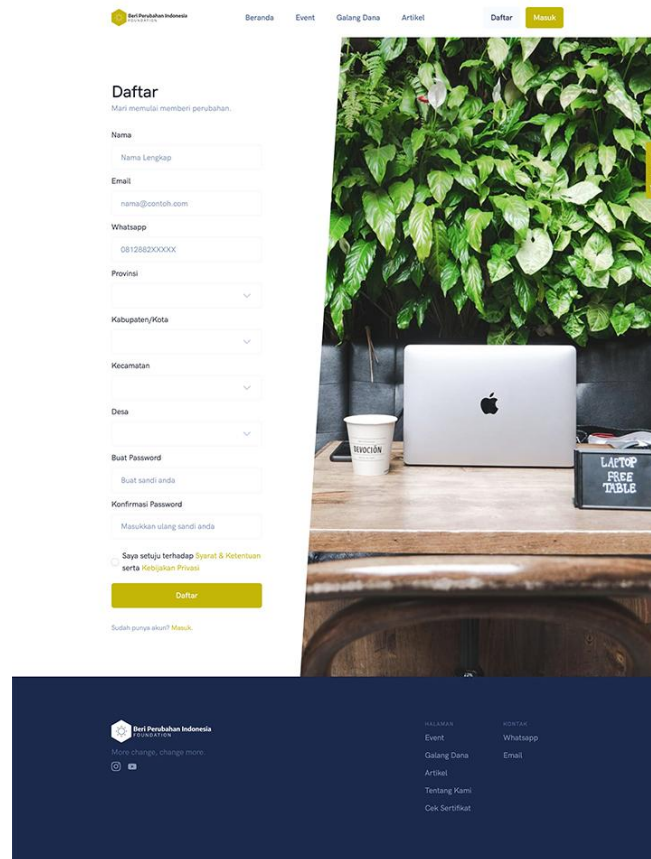 Beri Perubahan Indonesia
FOUNDATION
Beranda Event Galang Dana Artikel Daftar Masuk
Daftar
Mari memulai memberi perubahan.
Nama
Nama Lengkap
Email
nama@contoh.com
Whatsapp
0812882XXXXX
Provinsi
Kabupaten/Kota
Kecamatan
Desa
Buat Password
Buat sandi anda
Konfirmasi Password
Masukkan ulang sandi anda
Saya setuju terhadap Syarat & Ketentuan
serta Kebijakan Privasi
Daftar
Sudah punya akun? Masuk.
DEVOCIÓN
LAPTOP
FREE
TABLE
Beri Perubahan Indonesia
FOUNDATION
More change, change more.
HALAMAN
Event
Galang Dana
Artikel
Tentang Kami
Cek Sertifikat
KONTAK
Whatsapp
Email